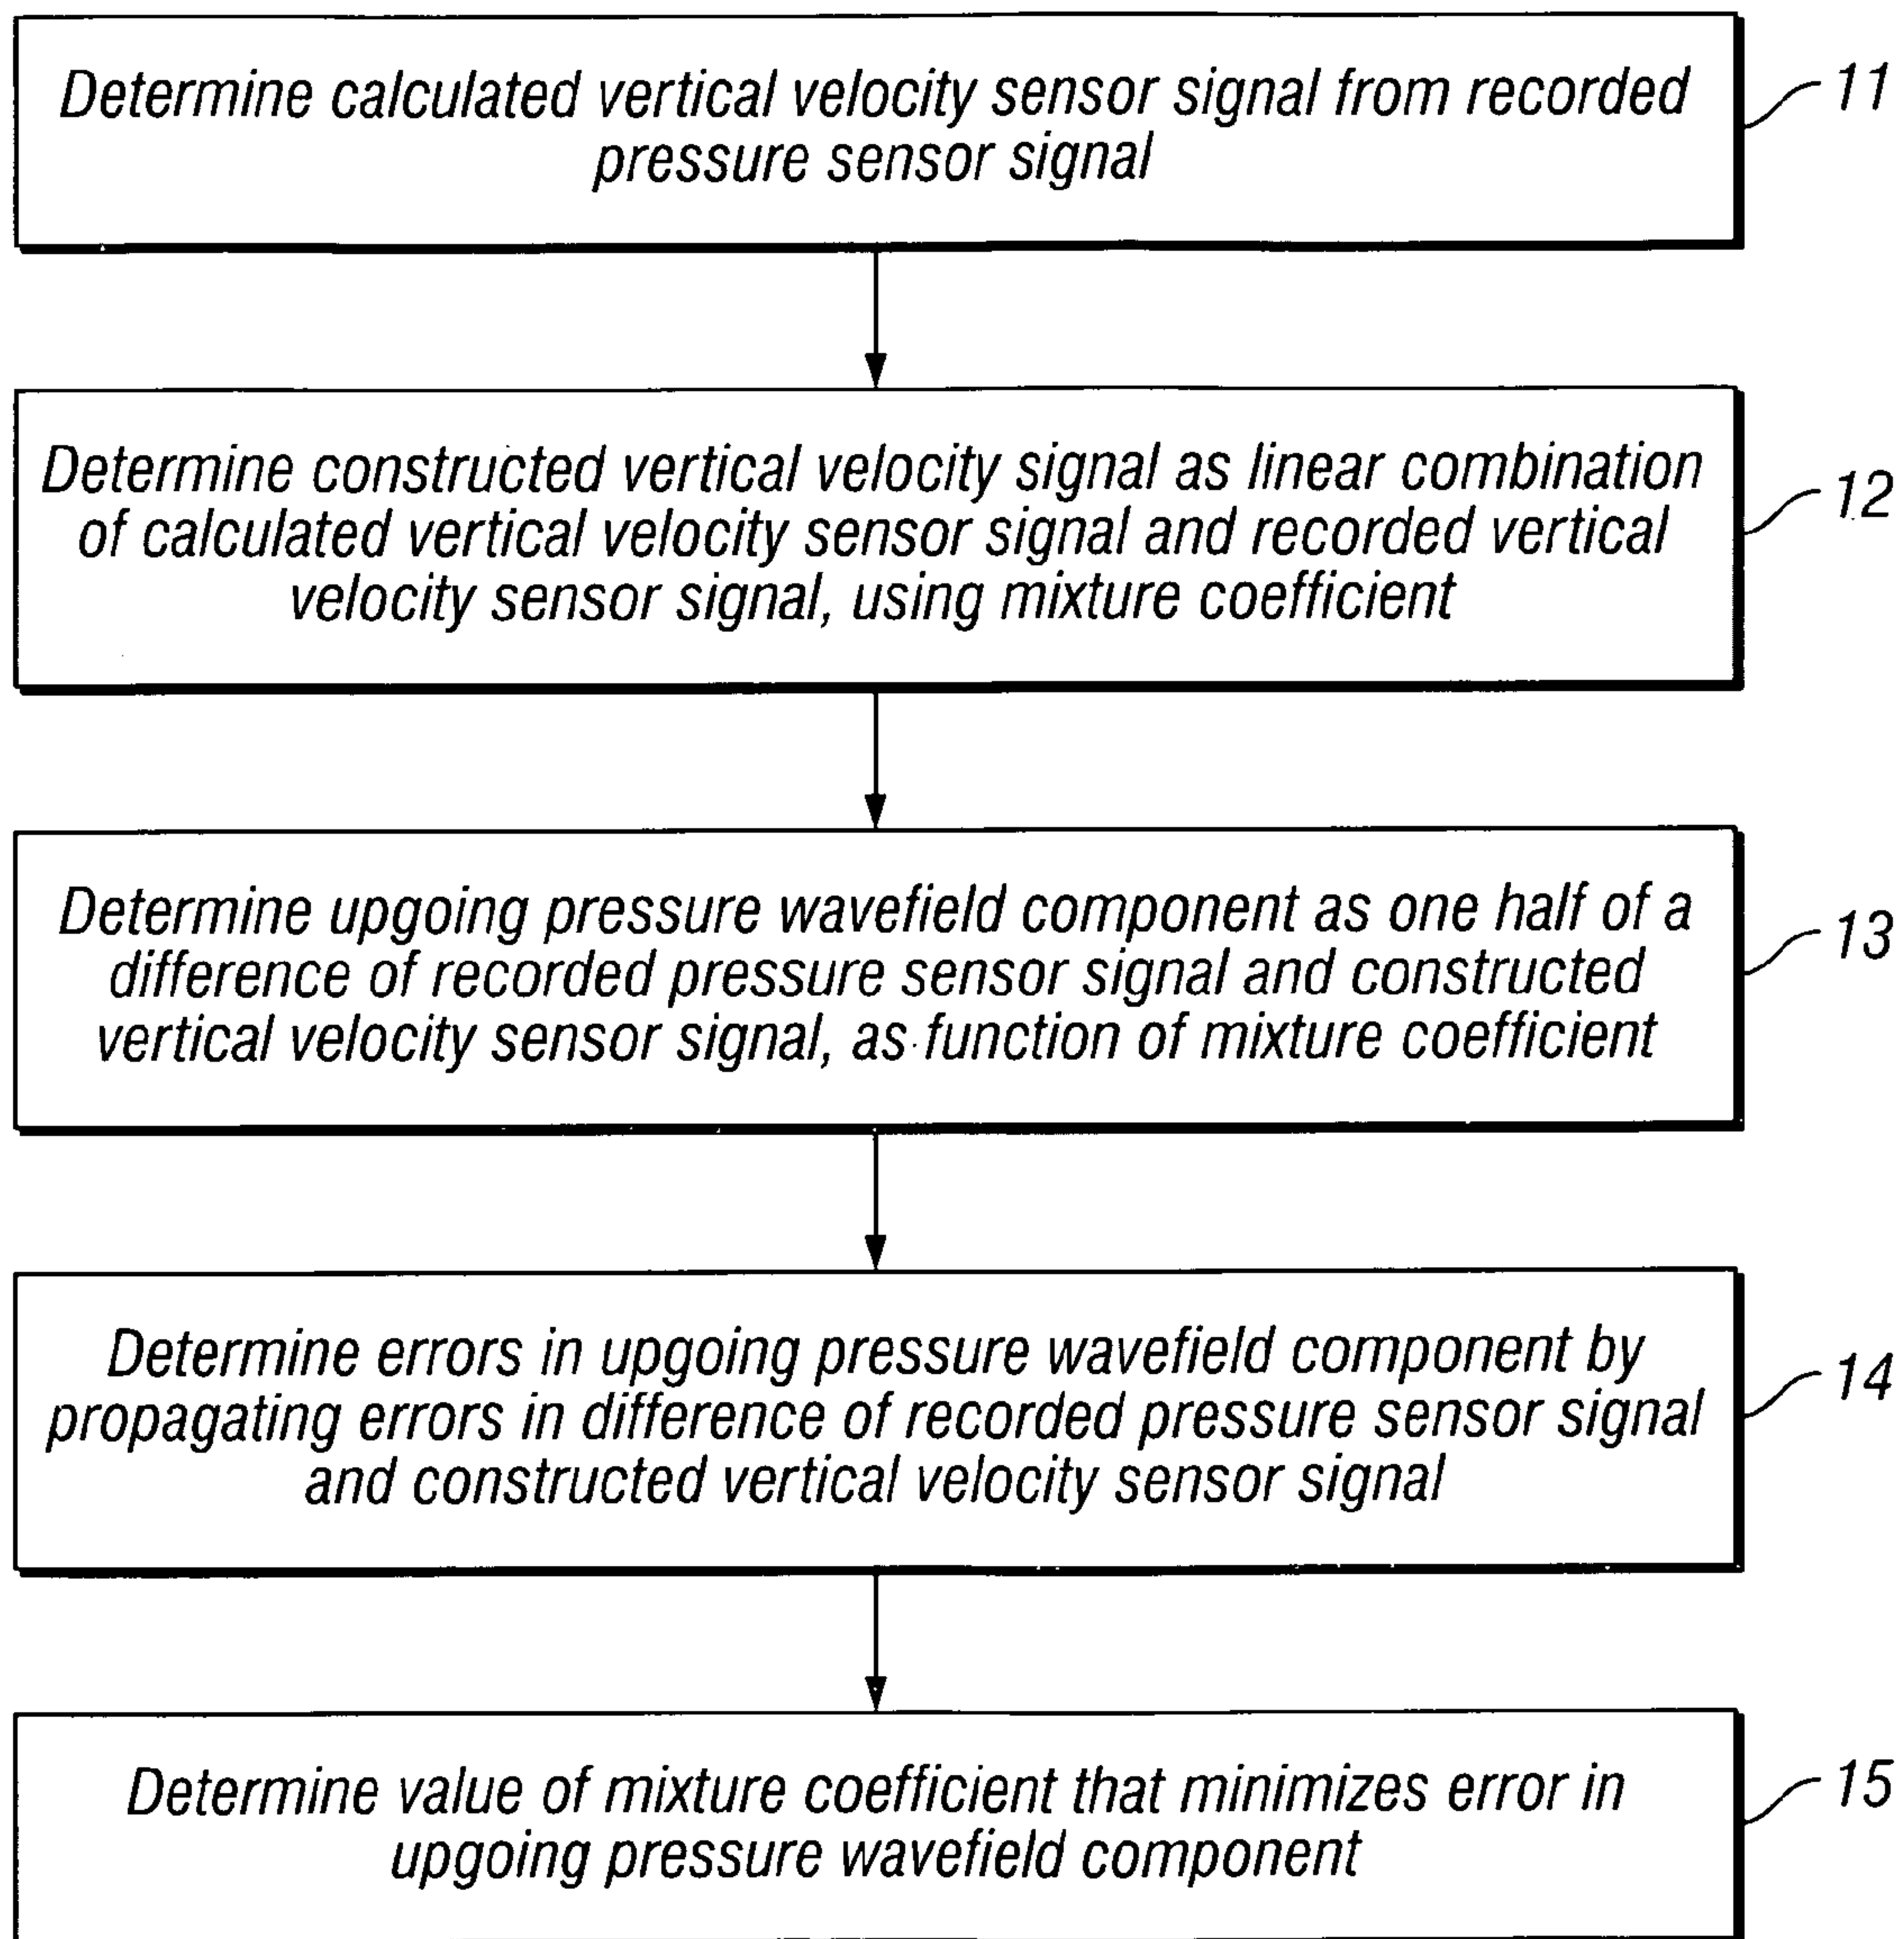 Determine calculated vertical velocity sensor signal from recorded
pressure sensor signal
11
Determine constructed vertical velocity signal as linear combination
of calculated vertical velocity sensor signal and recorded vertical
velocity sensor signal, using mixture coefficient
12
Determine upgoing pressure wavefield component as one half of a
difference of recorded pressure sensor signal and constructed
vertical velocity sensor signal, as function of mixture coefficient
13
Determine errors in upgoing pressure wavefield component by
propagating errors in difference of recorded pressure sensor signal
and constructed vertical velocity sensor signal
14
Determine value of mixture coefficient that minimizes error in
upgoing pressure wavefield component
15